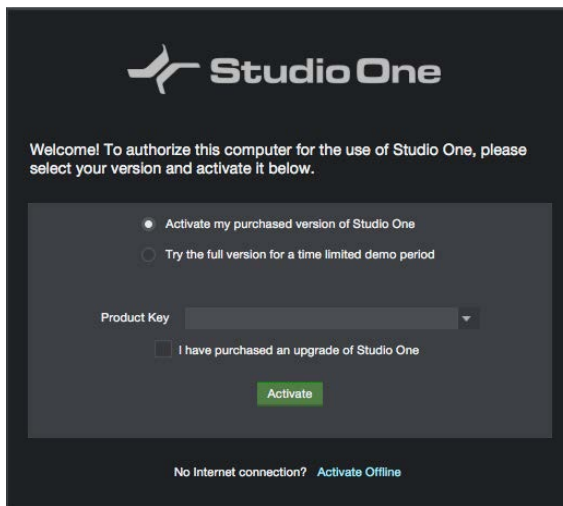 Studio One
Welcome! To authorize this computer for the use of Studio One, please
select your version and activate it below.
Activate my purchased version of Studio One
Try the full version for a time limited demo period
Product Key
I have purchased an upgrade of Studio One
Activate
No Internet connection? Activate Offline